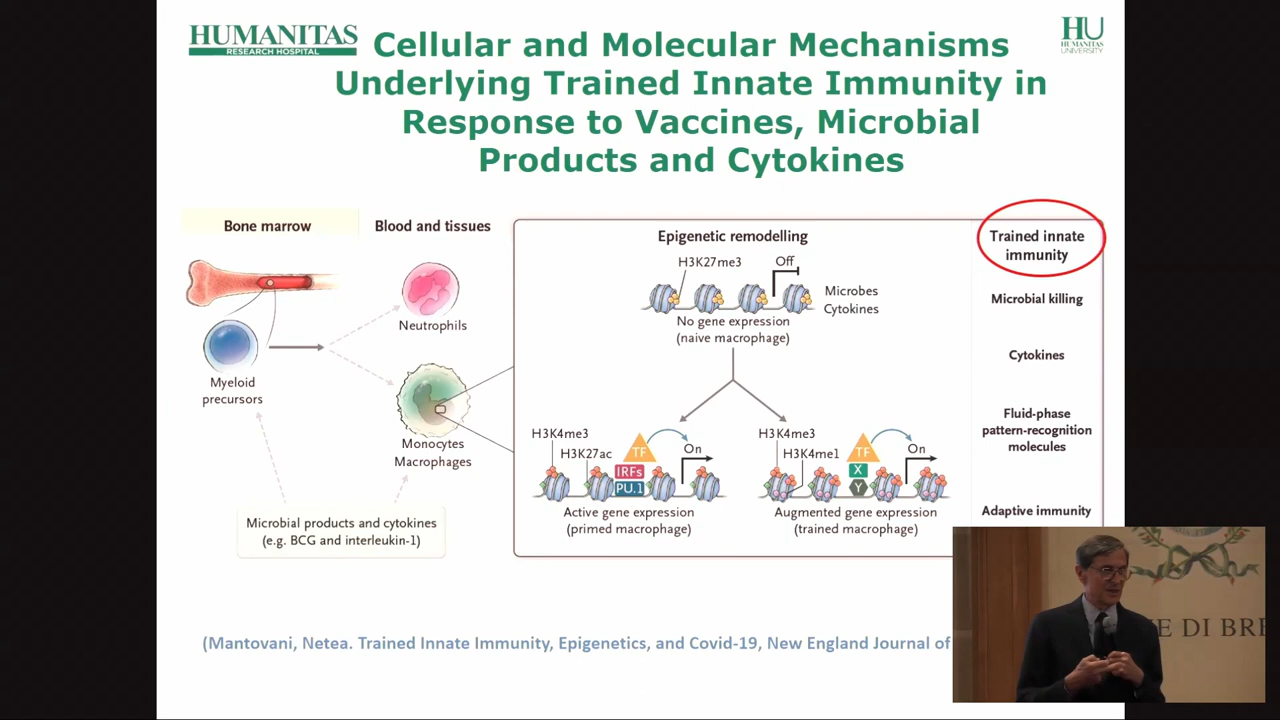 HUMANITAS
RESEARCH HOSPITAL
HU
HUMANITAS
UNIVERSITY
Cellular and Molecular Mechanisms
Underlying Trained Innate Immunity in
Response to Vaccines, Microbial
Products and Cytokines
Bone marrow
Blood and tissues
Myeloid
precursors
Neutrophils
Monocytes
Macrophages
Microbial products and cytokines
(e.g. BCG and interleukin-1)
Epigenetic remodelling
H3K27me3
Off
Microbes
Cytokines
No gene expression
(naive macrophage)
H3K4me3
H3K27ac
TF
IRFs
PU.1
On
Active gene expression
(primed macrophage)
H3K4me3
H3K4me1
TF
X
Y
On
Augmented gene expression
(trained macrophage)
Trained innate
immunity
Microbial killing
Cytokines
Fluid-phase
pattern-recognition
molecules
Adaptive immunity
(Mantovani, Netea. Trained Innate Immunity, Epigenetics, and Covid-19, New England Journal of
E DI BRE